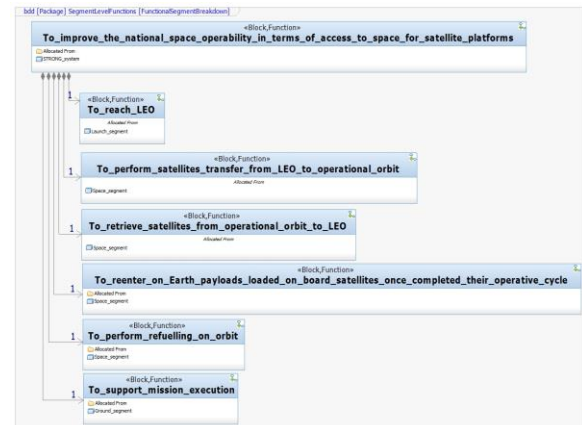 bdd [Package] SegmentLevelFunctions [FunctionalSegmentBreakdown]
«Block,Function»
To_improve_the_national_space_operability_in_terms_of_access_to_space_for_satellite_platforms
Allocated From
STRONG_system
1
«Block,Function»
To_reach_LEO
Allocated From
Launch_segment
1
«Block,Function»
To_perform_satellites_transfer_from_LEO_to_operational_orbit
Allocated From
Space_segment
1
«Block,Function»
To_retrieve_satellites_from_operational_orbit_to_LEO
Allocated From
Space_segment
1
«Block,Function»
To_reenter_on_Earth_payloads_loaded_on_board_satellites_once_completed_their_operative_cycle
Allocated From
Space_segment
1
«Block,Function»
To_perform_refuelling_on_orbit
Allocated From
Space_segment
1
«Block,Function»
To_support_mission_execution
Allocated From
Ground_segment